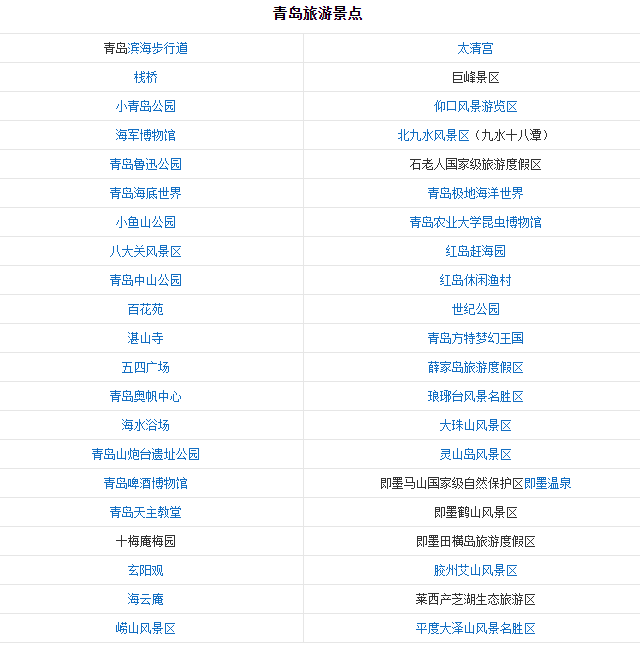 青岛旅游景点
青岛滨海步行道 太清宫
栈桥 巨峰景区
小青岛公园 仰口风景游览区
海军博物馆 北九水风景区（九水十八潭）
青岛鲁迅公园 石老人国家级旅游度假区
青岛海底世界 青岛极地海洋世界
小鱼山公园 青岛农业大学昆虫博物馆
八大关风景区 红岛赶海园
青岛中山公园 红岛休闲渔村
百花苑 世纪公园
湛山寺 青岛方特梦幻王国
五四广场 薛家岛旅游度假区
青岛奥帆中心 琅琊台风景名胜区
海水浴场 大珠山风景区
青岛山炮台遗址公园 灵山岛风景区
青岛啤酒博物馆 即墨马山国家级自然保护区即墨温泉
青岛天主教堂 即墨鹤山风景区
十梅庵梅园 即墨田横岛旅游度假区
玄阳观 胶州艾山风景区
海云庵 莱西产芝湖生态旅游区
崂山风景区 平度大泽山风景名胜区